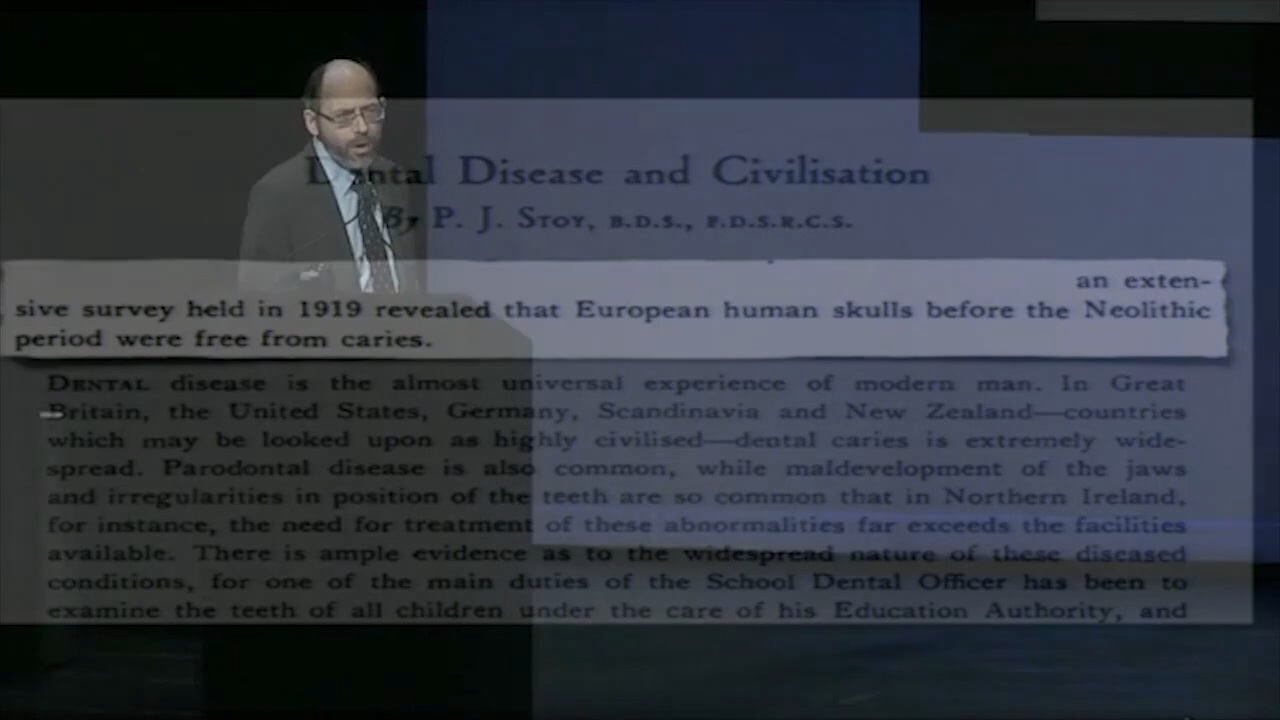 Dental Disease and Civilisation
By P. J. STOY, B.D.S., F.D.S.R.C.S.
an exten-
sive survey held in 1919 revealed that European human skulls before the Neolithic
period were free from caries.
DENTAL disease is the almost universal experience of modern man. In Great
Britain, the United States, Germany, Scandinavia and New Zealand—countries
which may be looked upon as highly civilised—dental caries is extremely wide-
spread. Parodontal disease is also common, while maldevelopment of the jaws
and irregularities in position of the teeth are so common that in Northern Ireland,
for instance, the need for treatment of these abnormalities far exceeds the facilities
available. There is ample evidence as to the widespread nature of these diseased
conditions, for one of the main duties of the School Dental Officer has been to
examine the teeth of all children under the care of his Education Authority, and